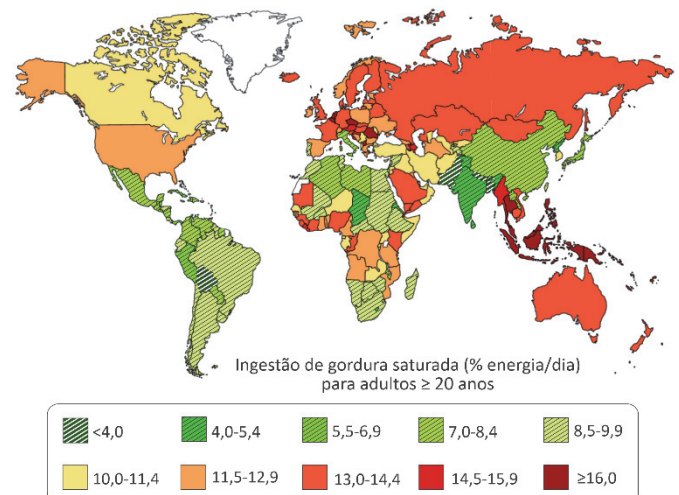 Ingestão de gordura saturada (% energia/dia)
para adultos ≥ 20 anos
<4,0 4,0-5,4 5,5-6,9 7,0-8,4 8,5-9,9
10,0-11,4 11,5-12,9 13,0-14,4 14,5-15,9 ≥16,0